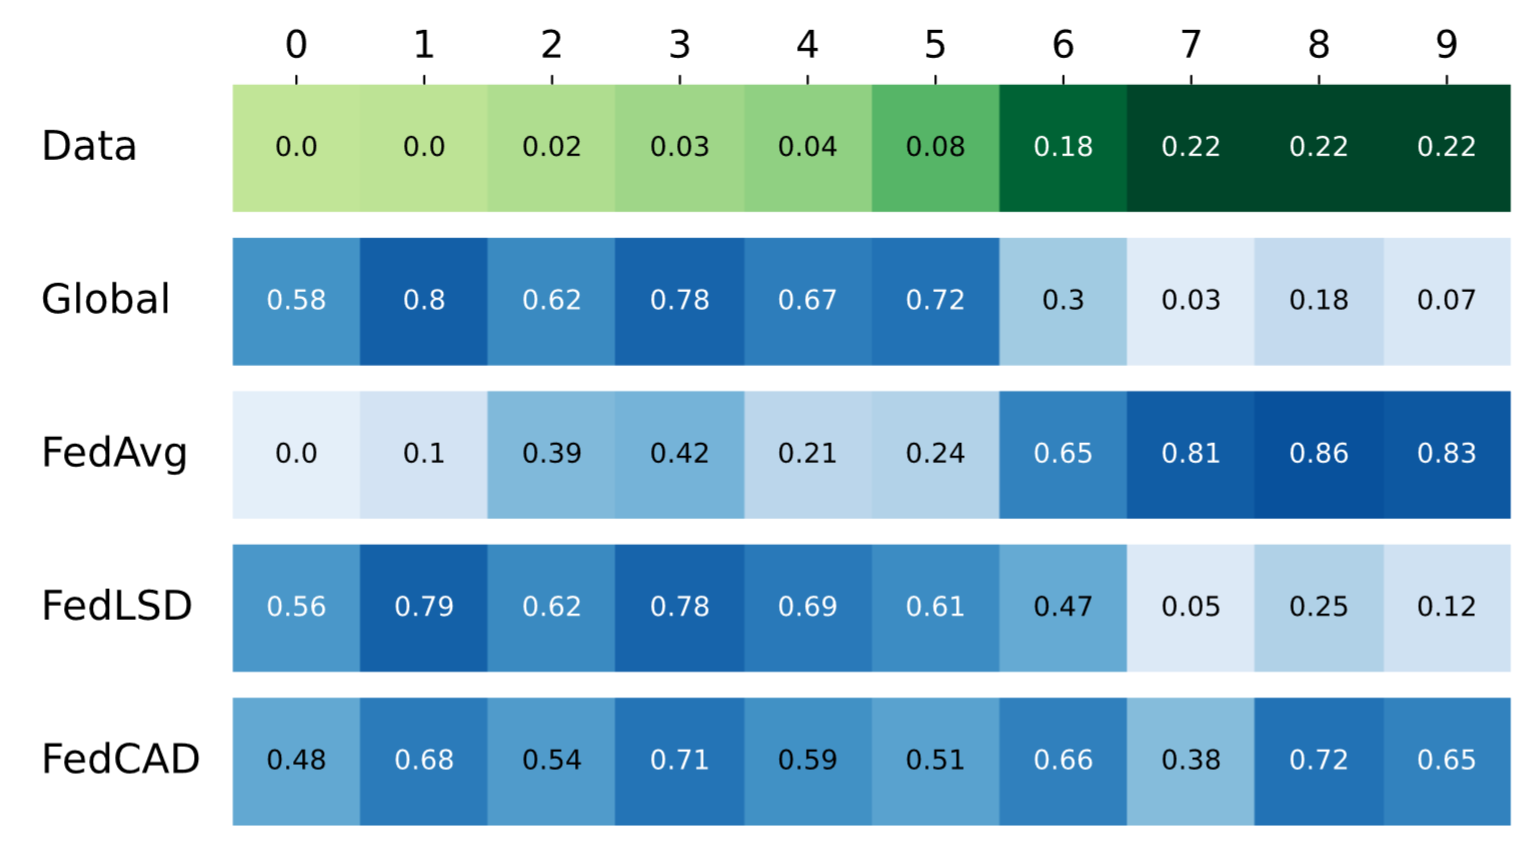 0 1 2 3 4 5 6 7 8 9
Data 0.0 0.0 0.02 0.03 0.04 0.08 0.18 0.22 0.22 0.22
Global 0.58 0.8 0.62 0.78 0.67 0.72 0.3 0.03 0.18 0.07
FedAvg 0.0 0.1 0.39 0.42 0.21 0.24 0.65 0.81 0.86 0.83
FedLSD 0.56 0.79 0.62 0.78 0.69 0.61 0.47 0.05 0.25 0.12
FedCAD 0.48 0.68 0.54 0.71 0.59 0.51 0.66 0.38 0.72 0.65